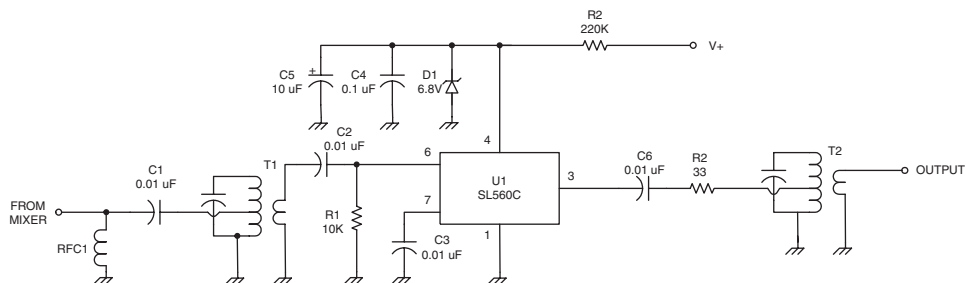 R2
220K
V+
C5
10 uF
+
C4
0.1 uF
D1
6.8V
C2
0.01 uF
4
C1
0.01 uF
T1
6
U1
SL560C
3
C6
0.01 uF
R2
33
T2
OUTPUT
FROM
MIXER
7
R1
10K
RFC1
C3
0.01 uF
1